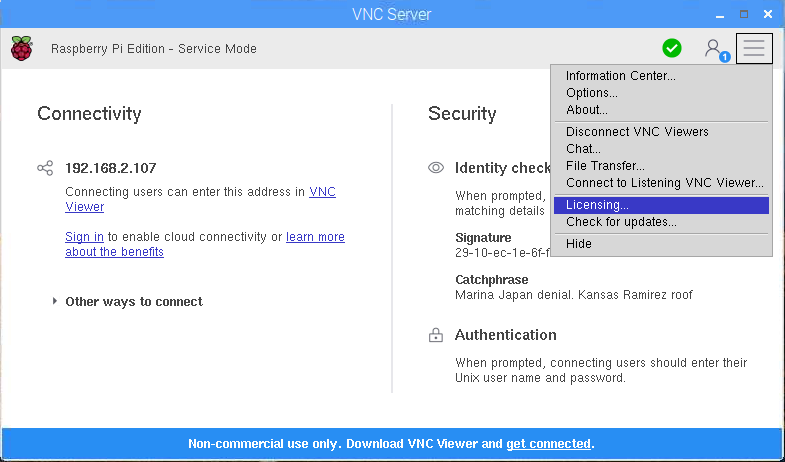 VNC Server
Raspberry Pi Edition - Service Mode
1
Information Center...
Options...
About...
Disconnect VNC Viewers
Chat...
File Transfer...
Connect to Listening VNC Viewer...
Licensing...
Check for updates...
Hide
Connectivity
192.168.2.107
Connecting users can enter this address in VNC
Viewer
Sign in to enable cloud connectivity or learn more
about the benefits
Other ways to connect
Security
Identity check
When prompted,
matching details
Signature
29-10-ec-1e-6f-f
Catchphrase
Marina Japan denial. Kansas Ramirez roof
Authentication
When prompted, connecting users should enter their
Unix user name and password.
Non-commercial use only. Download VNC Viewer and get connected.